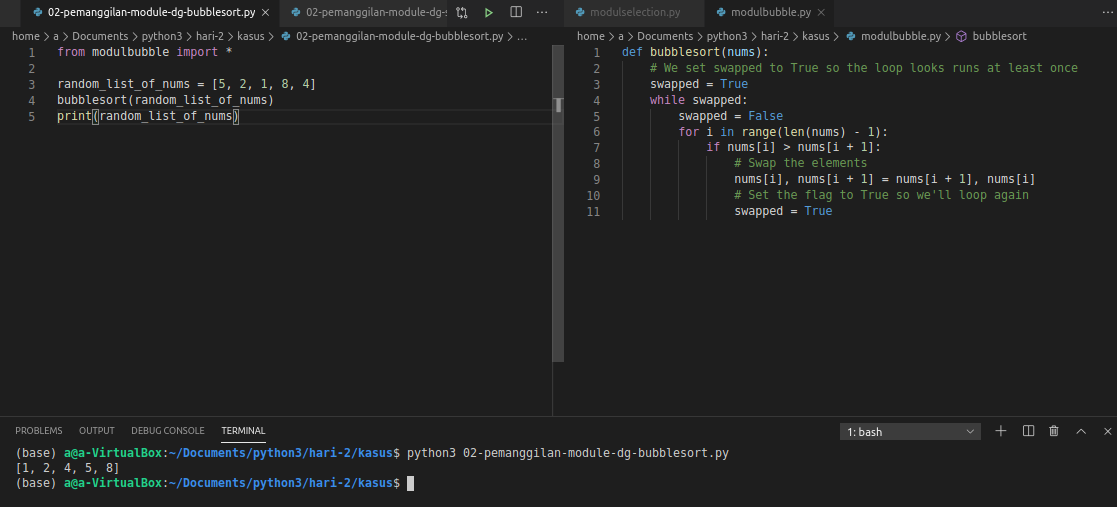 02-pemanggilan-module-dg-bubblesort.py
02-pemanggilan-module-dg-
modulselection.py
modulbubble.py
home > a > Documents > python3 > hari-2 > kasus > 02-pemanggilan-module-dg-bubblesort.py > ...
1 from modulbubble import *
2
3 random_list_of_nums = [5, 2, 1, 8, 4]
4 bubblesort(random_list_of_nums)
5 print(random_list_of_nums)
home > a > Documents > python3 > hari-2 > kasus > modulbubble.py > bubblesort
1 def bubblesort(nums):
2     # We set swapped to True so the loop looks runs at least once
3     swapped = True
4     while swapped:
5         swapped = False
6         for i in range(len(nums) - 1):
7             if nums[i] > nums[i + 1]:
8                 # Swap the elements
9                 nums[i], nums[i + 1] = nums[i + 1], nums[i]
10                 # Set the flag to True so we'll loop again
11                 swapped = True
PROBLEMS OUTPUT DEBUG CONSOLE TERMINAL 1: bash
(base) a@a-VirtualBox:~/Documents/python3/hari-2/kasus$ python3 02-pemanggilan-module-dg-bubblesort.py
[1, 2, 4, 5, 8]
(base) a@a-VirtualBox:~/Documents/python3/hari-2/kasus$